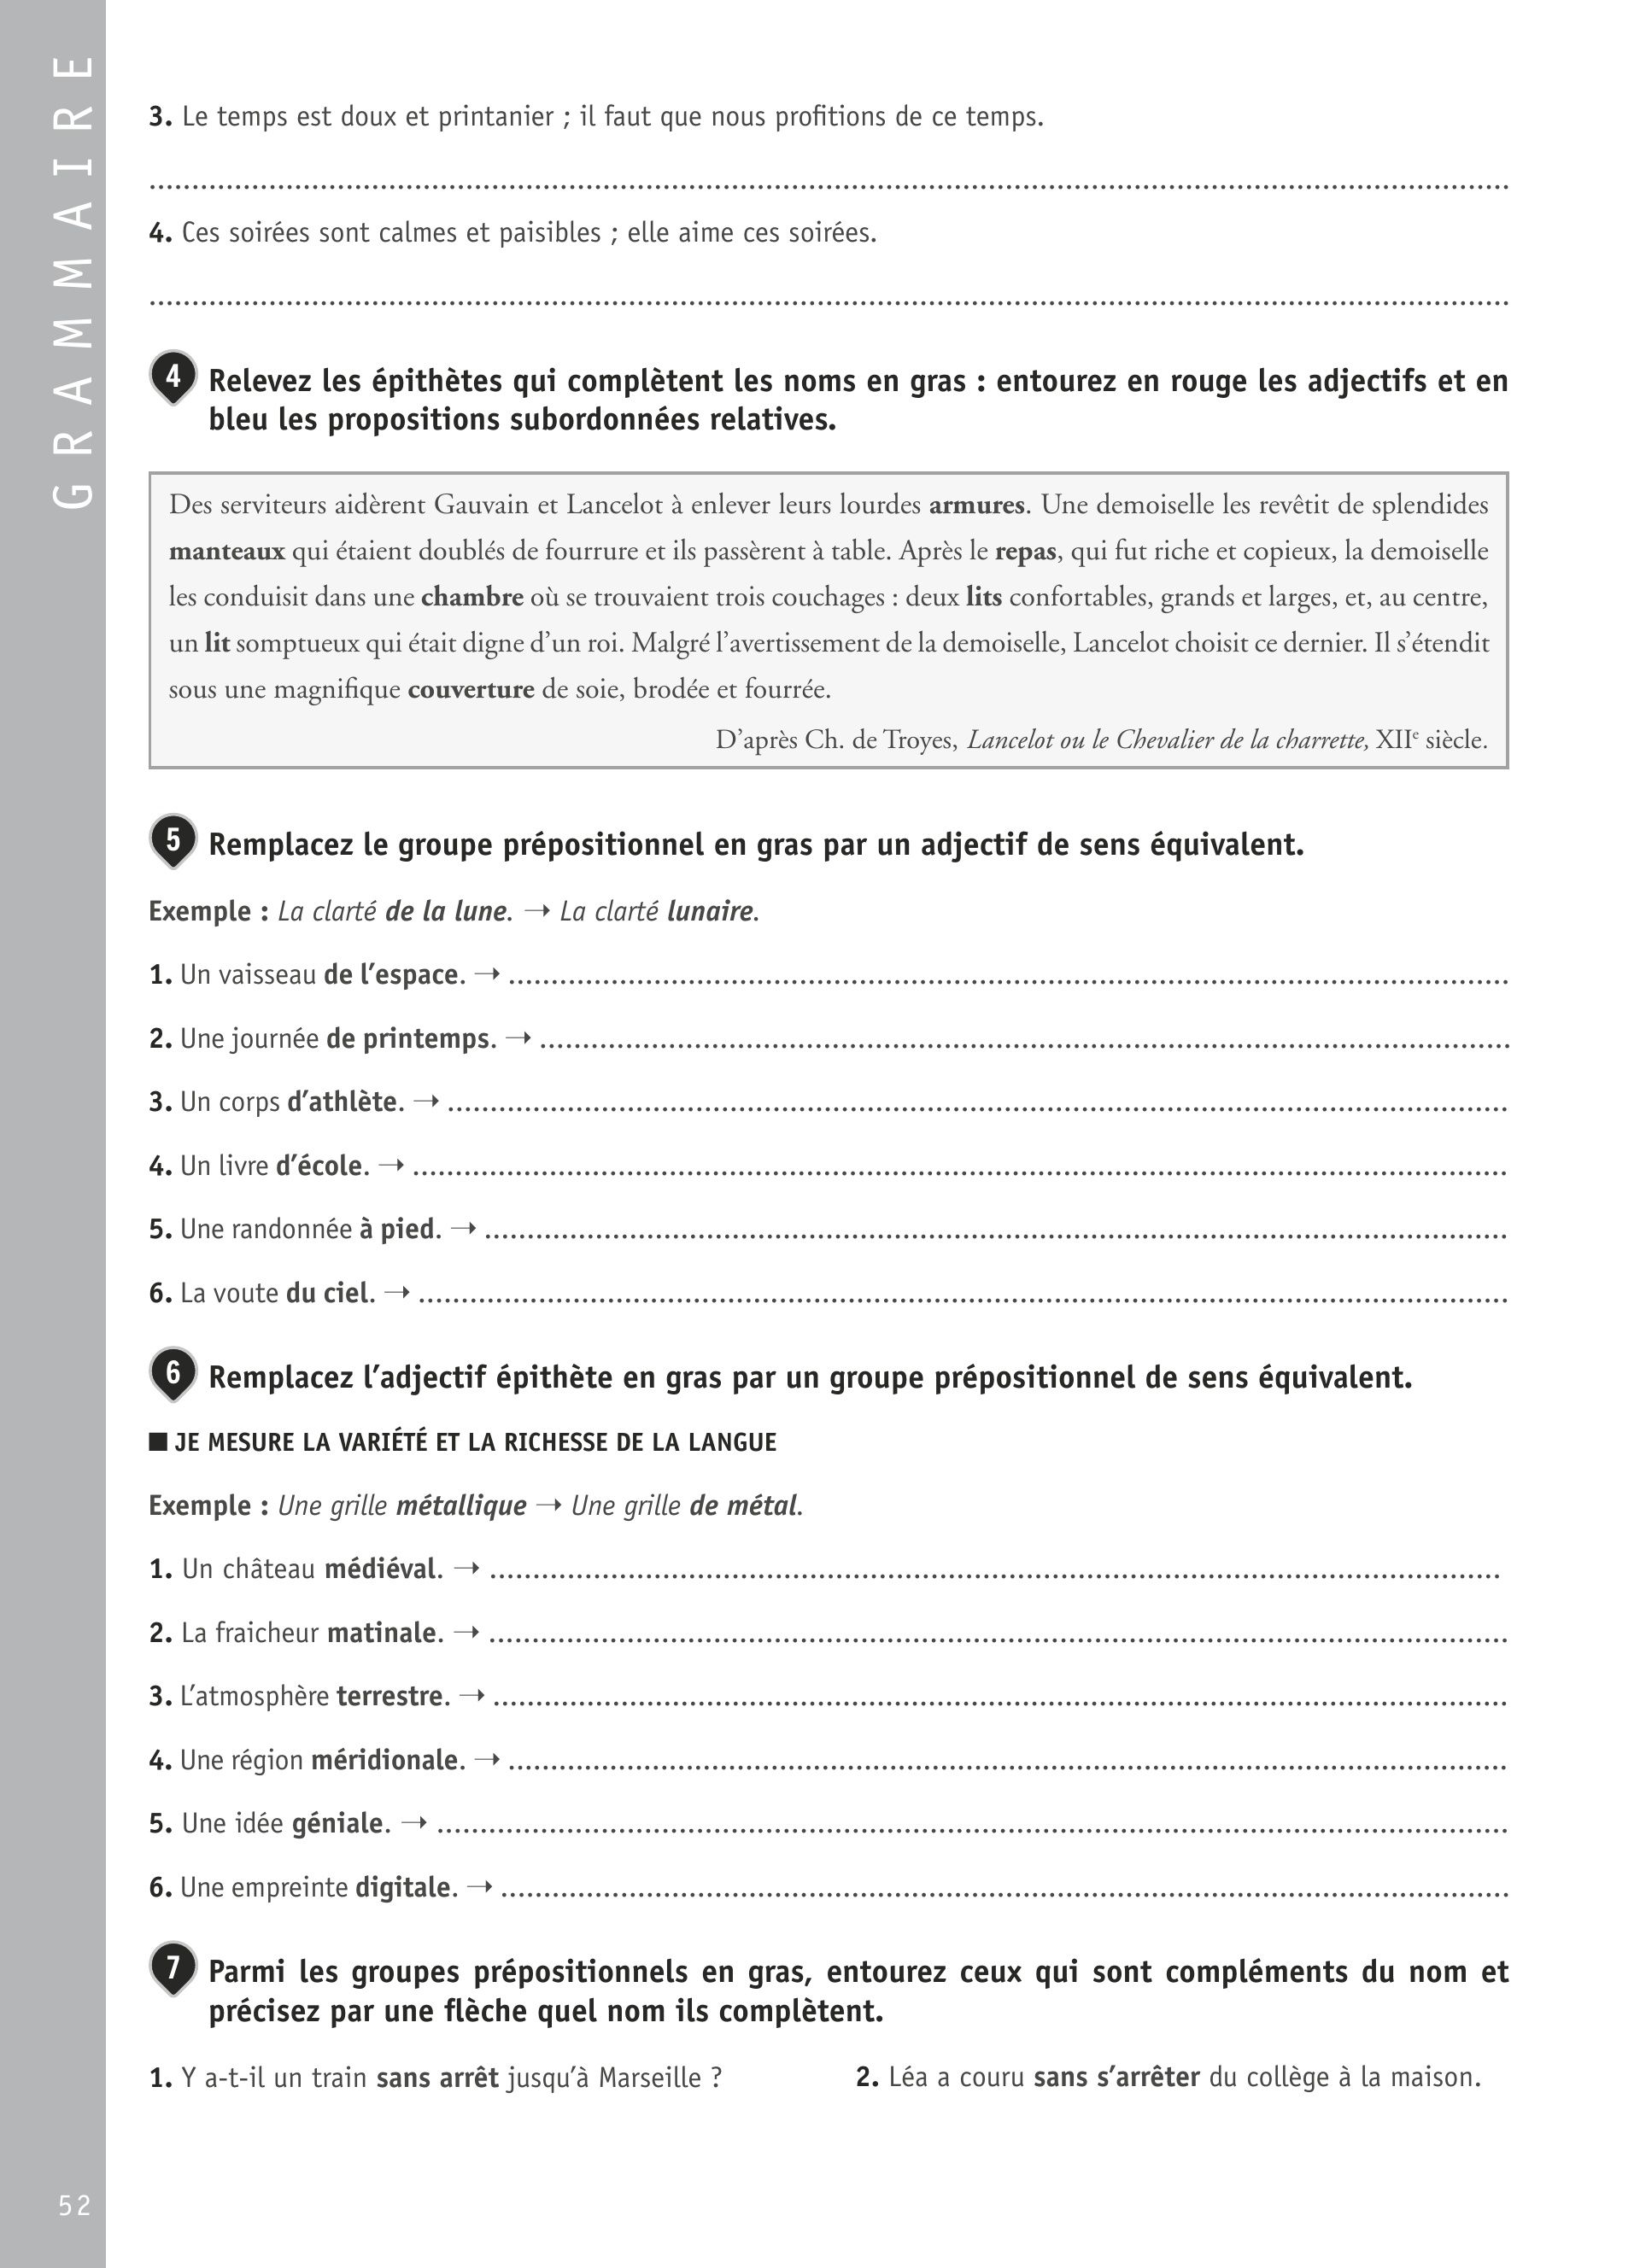 GRAMMAIRE
3. Le temps est doux et printanier ; il faut que nous profitions de ce temps.
4. Ces soirées sont calmes et paisibles ; elle aime ces soirées.
4 Relevez les épithètes qui complètent les noms en gras : entourez en rouge les adjectifs et en
bleu les propositions subordonnées relatives.
Des serviteurs aidèrent Gauvain et Lancelot à enlever leurs lourdes armures. Une demoiselle les revêtit de splendides
manteaux qui étaient doublés de fourrure et ils passèrent à table. Après le repas, qui fut riche et copieux, la demoiselle
les conduisit dans une chambre où se trouvaient trois couchages : deux lits confortables, grands et larges, et, au centre,
un lit somptueux qui était digne d'un roi. Malgré l'avertissement de la demoiselle, Lancelot choisit ce dernier. Il s'étendit
sous une magnifique couverture de soie, brodée et fourrée.
D'après Ch. de Troyes, Lancelot ou le Chevalier de la charrette, XIIe siècle.
5 Remplacez le groupe prépositionnel en gras par un adjectif de sens équivalent.
Exemple : La clarté de la lune. → La clarté lunaire.
1. Un vaisseau de l'espace. →
2. Une journée de printemps. →
3. Un corps d'athlète. →
4. Un livre d'école. →
5. Une randonnée à pied. →
6. La voute du ciel. →
6 Remplacez l'adjectif épithète en gras par un groupe prépositionnel de sens équivalent.
■ JE MESURE LA VARIÉTÉ ET LA RICHESSE DE LA LANGUE
Exemple : Une grille métallique → Une grille de métal.
1. Un château médiéval. →
2. La fraicheur matinale. →
3. L'atmosphère terrestre. →
4. Une région méridionale. →
5. Une idée géniale. →
6. Une empreinte digitale. →
7 Parmi les groupes prépositionnels en gras, entourez ceux qui sont compléments du nom et
précisez par une flèche quel nom ils complètent.
1. Y a-t-il un train sans arrêt jusqu'à Marseille ?
2. Léa a couru sans s'arrêter du collège à la maison.
52